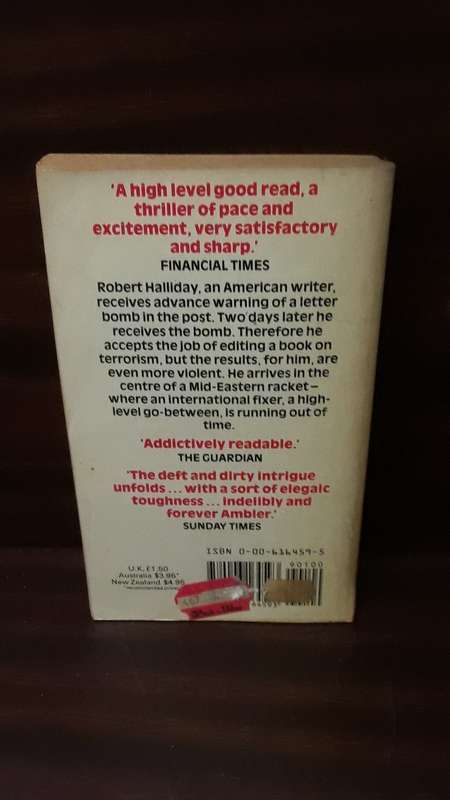 'A high level good read, a
thriller of pace and
excitement, very satisfactory
and sharp.'
FINANCIAL TIMES
Robert Halliday, an American writer,
receives advance warning of a letter
bomb in the post. Two days later he
receives the bomb. Therefore he
accepts the job of editing a book on
terrorism, but the results, for him, are
even more violent. He arrives in the
centre of a Mid-Eastern racket –
where an international fixer, a high-
level go-between, is running out of
time.
'Addictively readable.'
THE GUARDIAN
'The deft and dirty intrigue
unfolds ... with a sort of elegaic
toughness ... indelibly and
forever Ambler.'
SUNDAY TIMES
ISBN 0-00-616459-5
90100
U.K. £1.50
Australia $3.95*
New Zealand $4.95
*recommended price